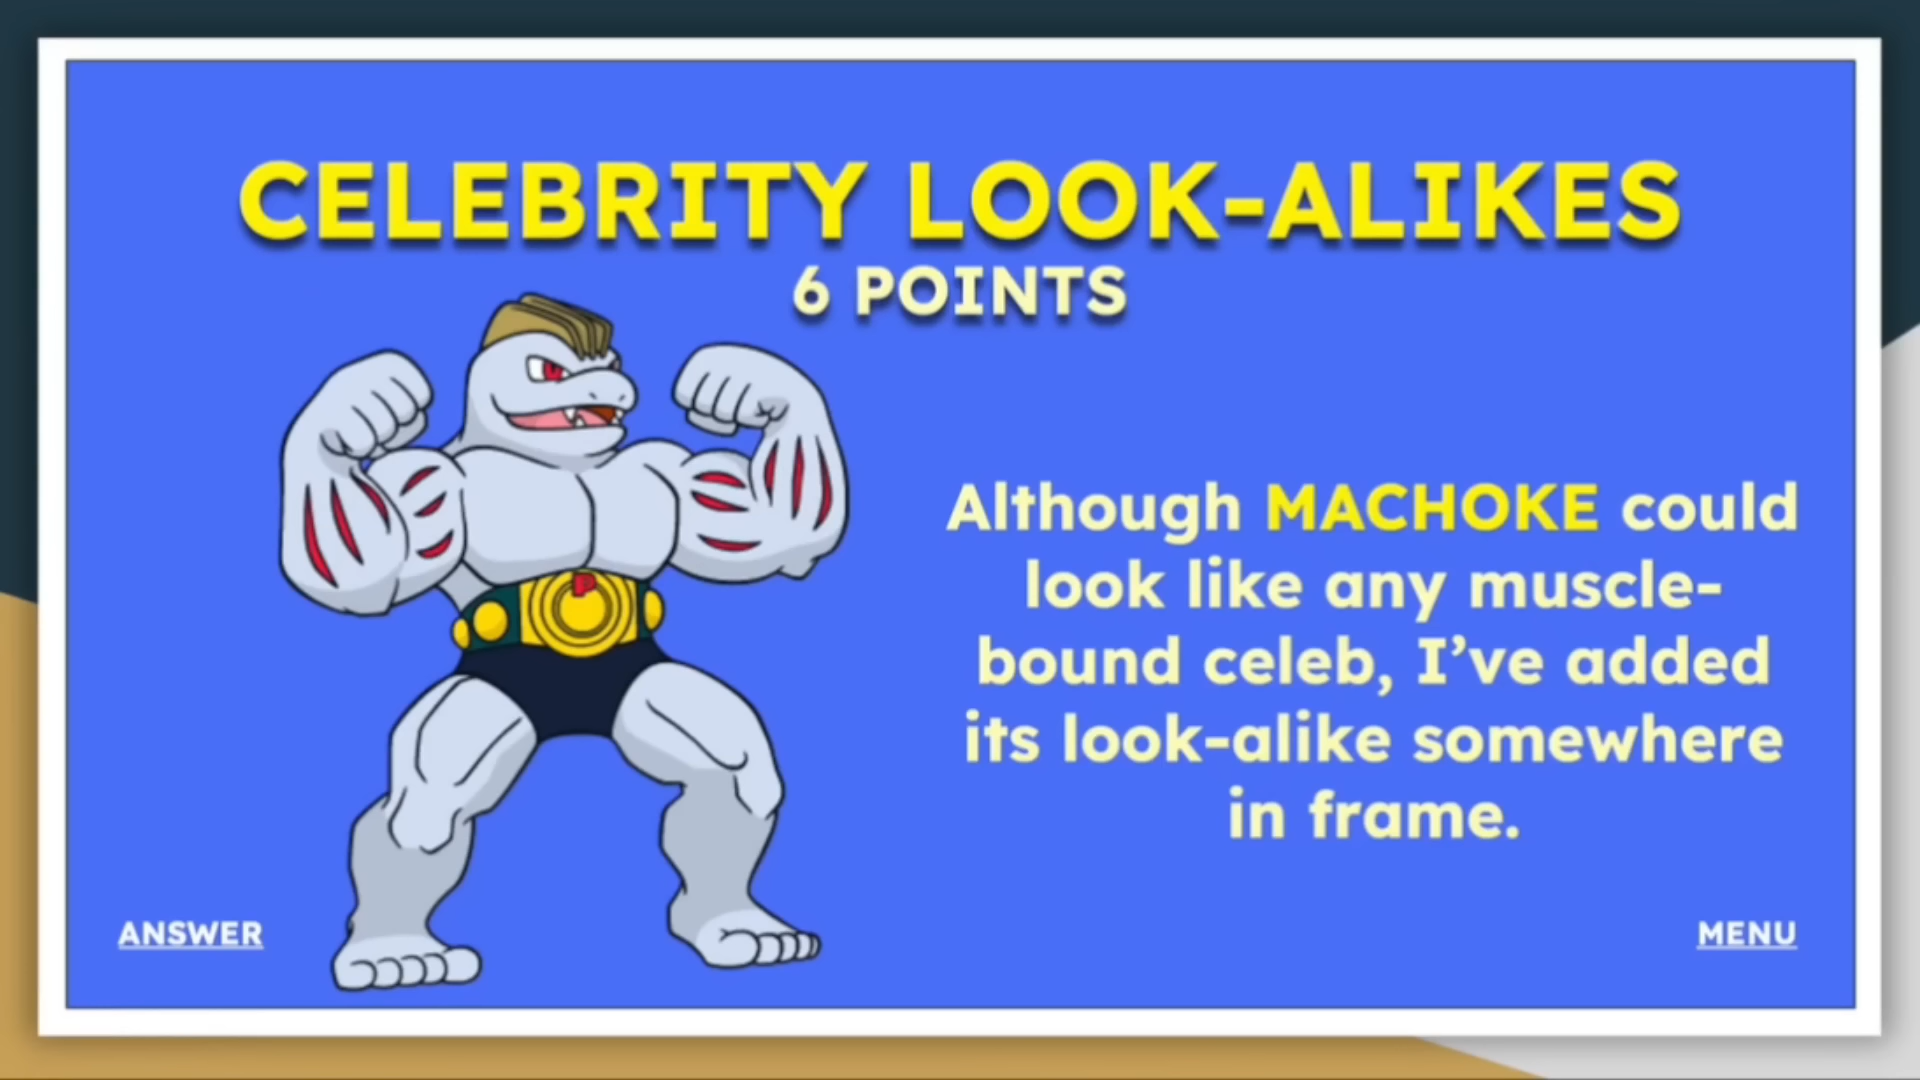 CELEBRITY LOOK-ALIKES
6 POINTS
P
Although MACHOKE could
look like any muscle-
bound celeb, I’ve added
its look-alike somewhere
in frame.
ANSWER
MENU